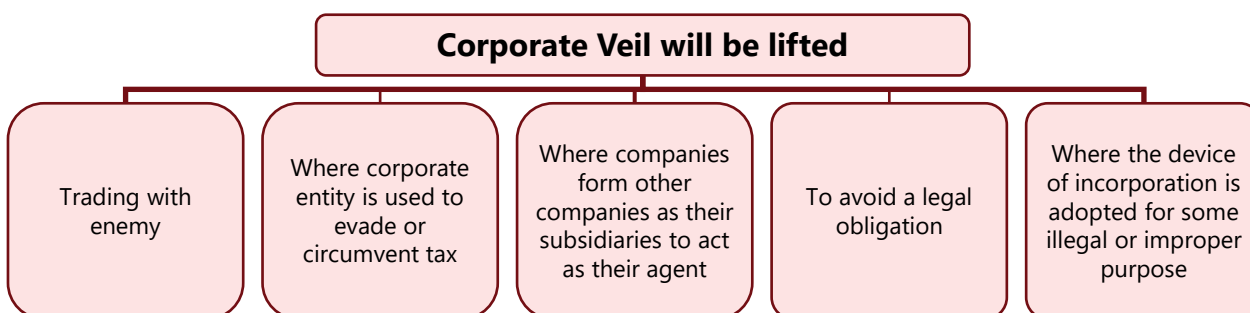 Corporate Veil will be lifted
Trading with
enemy
Where corporate
entity is used to
evade or
circumvent tax
Where companies
form other
companies as their
subsidiaries to act
as their agent
To avoid a legal
obligation
Where the device
of incorporation is
adopted for some
illegal or improper
purpose